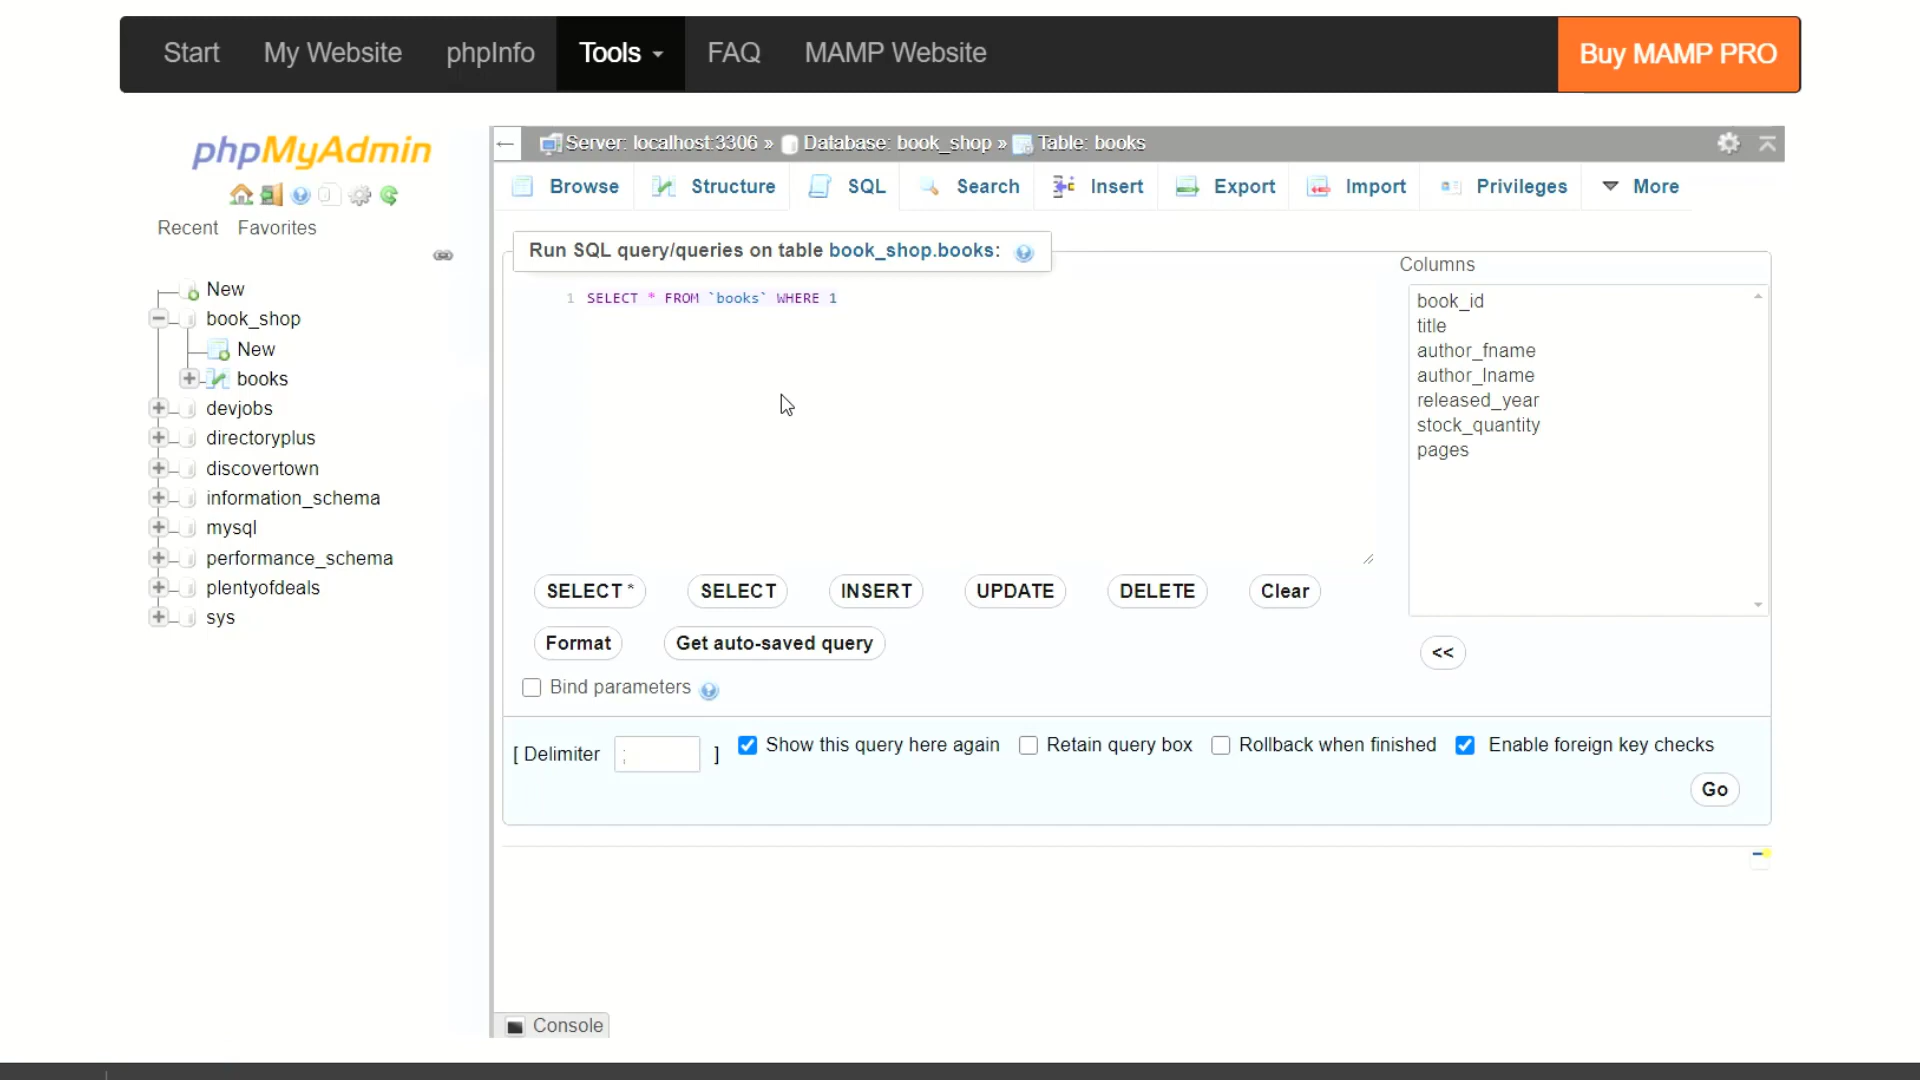 Start My Website phpInfo Tools FAQ MAMP Website Buy MAMP PRO
phpMyAdmin
Recent Favorites
New
book_shop
New
books
devjobs
directoryplus
discovertown
information_schema
mysql
performance_schema
plentyofdeals
sys
Server: localhost:3306 » Database: book_shop » Table: books
Browse Structure SQL Search Insert Export Import Privileges More
Run SQL query/queries on table book_shop.books:
1 SELECT * FROM `books` WHERE 1
Columns
book_id
title
author_fname
author_lname
released_year
stock_quantity
pages
SELECT * SELECT INSERT UPDATE DELETE Clear
Format Get auto-saved query
<<
Bind parameters
[ Delimiter ; ] Show this query here again Retain query box Rollback when finished Enable foreign key checks
Go
Console